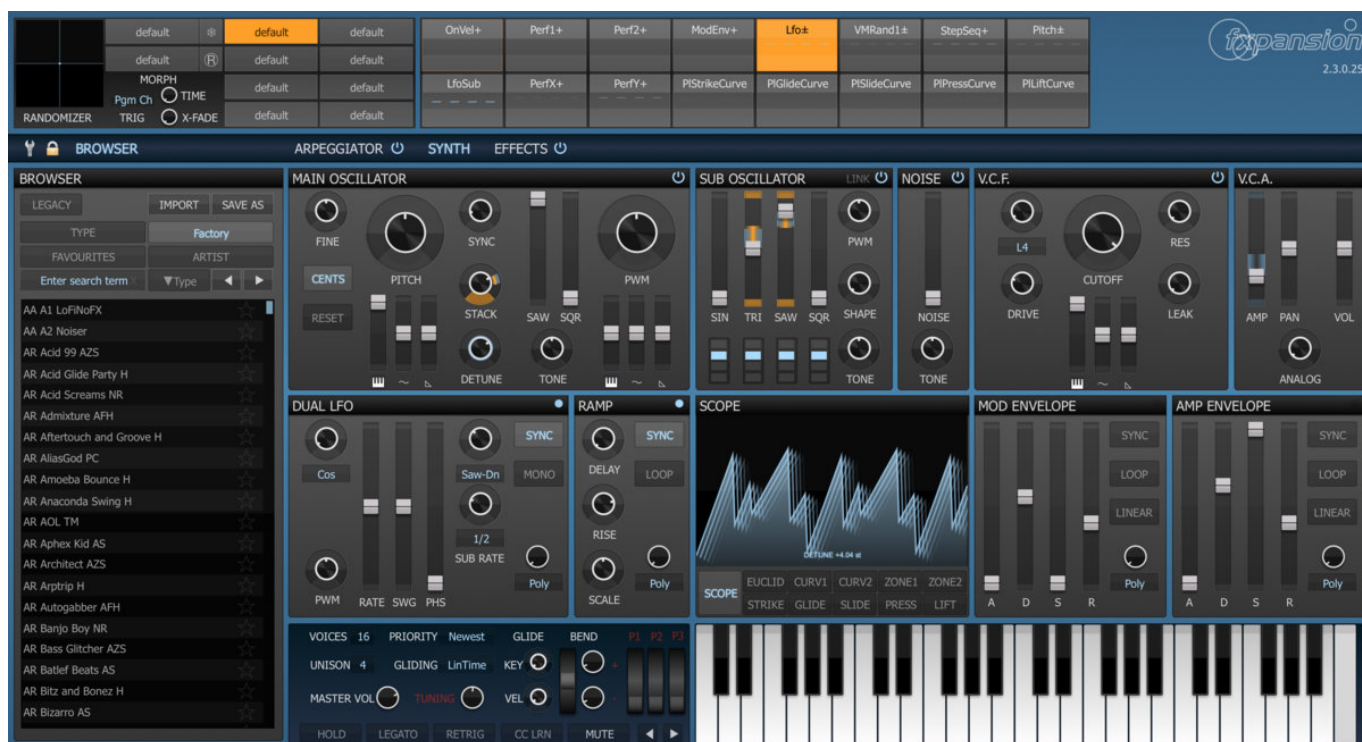 default default default
default ® default default
MORPH default default
Pgm Ch TIME
RANDOMIZER TRIG X-FADE default default
OnVel+ Perf1+ Perf2+ ModEnv+ Lfo± VMRand1± StepSeq+ Pitch±
LfoSub PerfX+ PerfY+ PlStrikeCurve PlGlideCurve PlSlideCurve PlPressCurve PlLiftCurve
fxpansion
2.3.0.25
BROWSER ARPEGGIATOR SYNTH EFFECTS
BROWSER
LEGACY IMPORT SAVE AS
TYPE Factory
FAVOURITES ARTIST
Enter search term X ▼Type ◀ ▶
AA A1 LoFiNoFX
AA A2 Noiser
AR Acid 99 AZS
AR Acid Glide Party H
AR Acid Screams NR
AR Admixture AFH
AR Aftertouch and Groove H
AR AliasGod PC
AR Amoeba Bounce H
AR Anaconda Swing H
AR AOL TM
AR Aphex Kid AS
AR Architect AZS
AR Arptrip H
AR Autogabber AFH
AR Banjo Boy NR
AR Bass Glitcher AZS
AR Batlef Beats AS
AR Bitz and Bonez H
AR Bizarro AS
MAIN OSCILLATOR
FINE SYNC
CENTS PITCH PWM
RESET STACK SAW SQR
DETUNE TONE
SUB OSCILLATOR LINK
PWM
SIN TRI SAW SQR SHAPE
TONE
NOISE
NOISE
TONE
V.C.F.
L4 RES
CUTOFF
DRIVE LEAK
V.C.A.
AMP PAN VOL
ANALOG
DUAL LFO
Cos Saw-Dn SYNC
MONO
1/2
SUB RATE
Poly
PWM RATE SWG PHS
RAMP
DELAY SYNC
LOOP
RISE
Poly
SCALE
SCOPE
DETUNE +4.04 st
SCOPE EUCLID CURV1 CURV2 ZONE1 ZONE2
STRIKE GLIDE SLIDE PRESS LIFT
MOD ENVELOPE
SYNC
LOOP
LINEAR
Poly
A D S R
AMP ENVELOPE
SYNC
LOOP
LINEAR
Poly
A D S R
VOICES 16 PRIORITY Newest GLIDE BEND P1 P2 P3
UNISON 4 GLIDING LinTime KEY +
MASTER VOL TUNING VEL -
HOLD LEGATO RETRIG CC LRN MUTE ◀ ▶